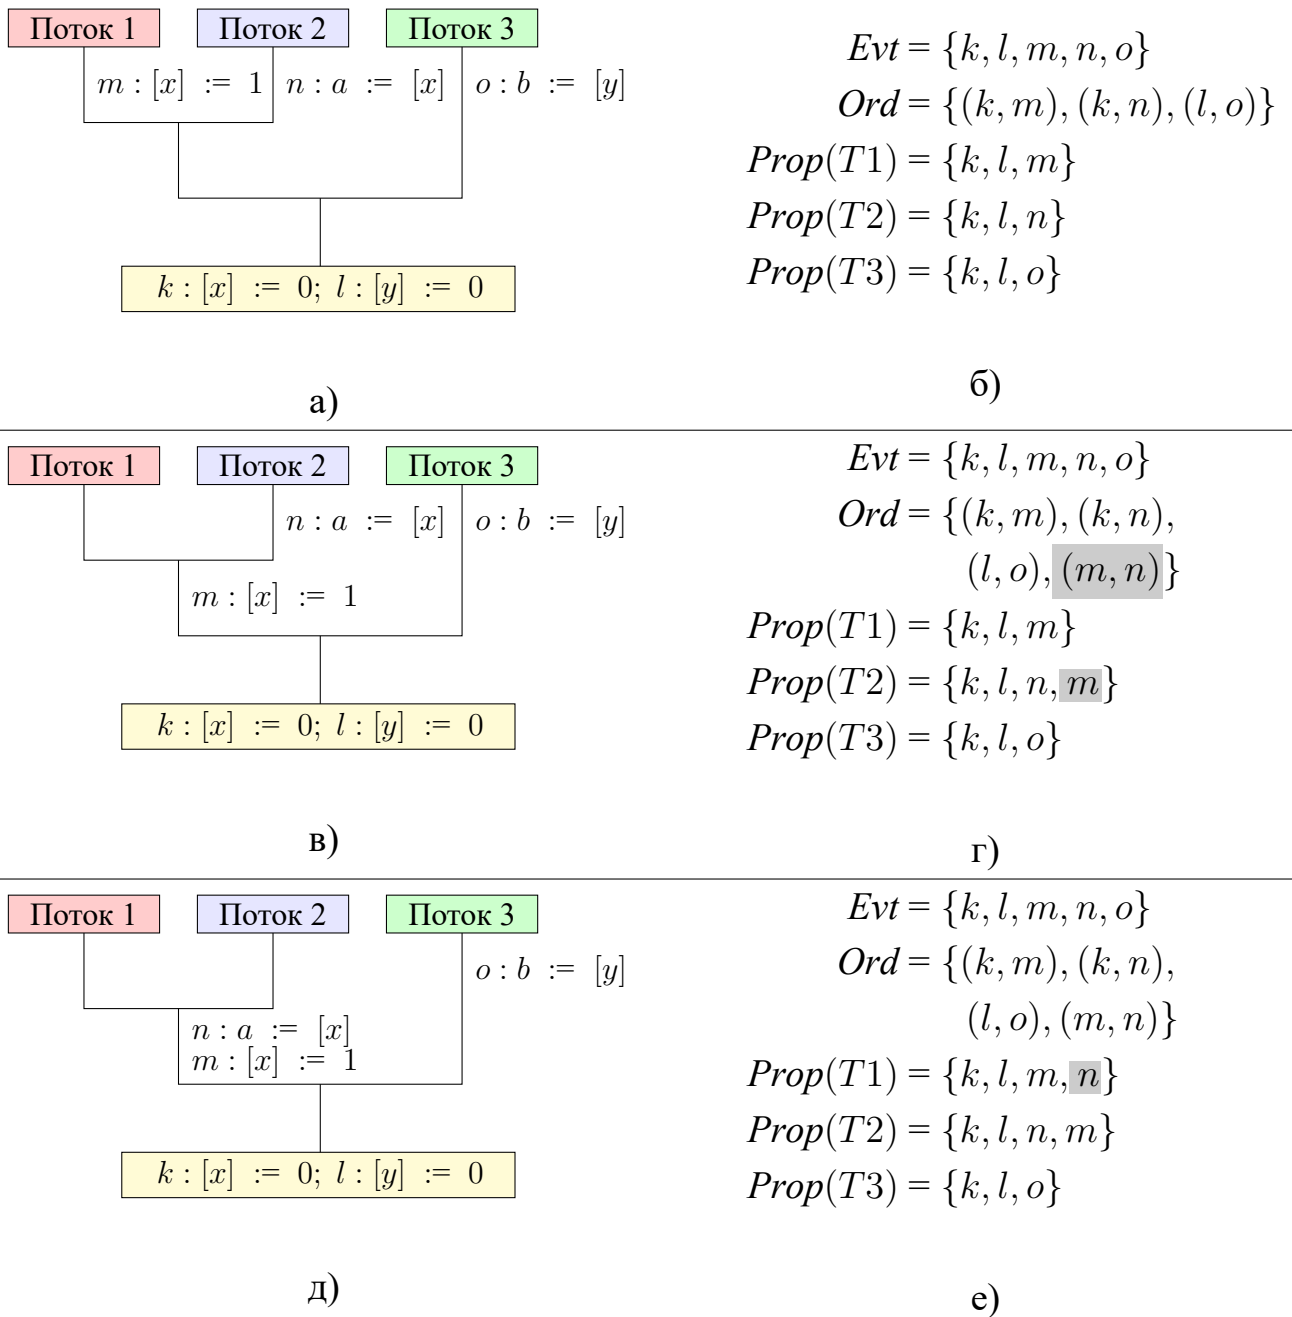 Поток 1 Поток 2 Поток 3
m : [x] := 1 n : a := [x] o : b := [y]
k : [x] := 0; l : [y] := 0
а)
Evt = {k, l, m, n, o}
Ord = {(k, m), (k, n), (l, o)}
Prop(T1) = {k, l, m}
Prop(T2) = {k, l, n}
Prop(T3) = {k, l, o}
б)
Поток 1 Поток 2 Поток 3
n : a := [x] o : b := [y]
m : [x] := 1
k : [x] := 0; l : [y] := 0
в)
Evt = {k, l, m, n, o}
Ord = {(k, m), (k, n),
(l, o), (m, n)}
Prop(T1) = {k, l, m}
Prop(T2) = {k, l, n, m}
Prop(T3) = {k, l, o}
г)
Поток 1 Поток 2 Поток 3
o : b := [y]
n : a := [x]
m : [x] := 1
k : [x] := 0; l : [y] := 0
д)
Evt = {k, l, m, n, o}
Ord = {(k, m), (k, n),
(l, o), (m, n)}
Prop(T1) = {k, l, m, n}
Prop(T2) = {k, l, n, m}
Prop(T3) = {k, l, o}
е)